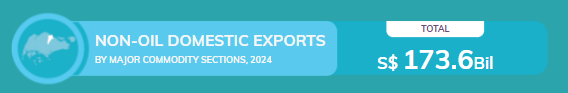 NON-OIL DOMESTIC EXPORTS
BY MAJOR COMMODITY SECTIONS, 2024
TOTAL
S$ 173.6Bil